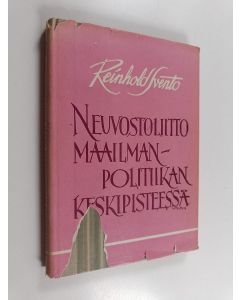 Reinhold Svento
NEUVOSTOLIITTO
MAAILMAN-
POLITIIKAN
KESKIPISTEESSÄ